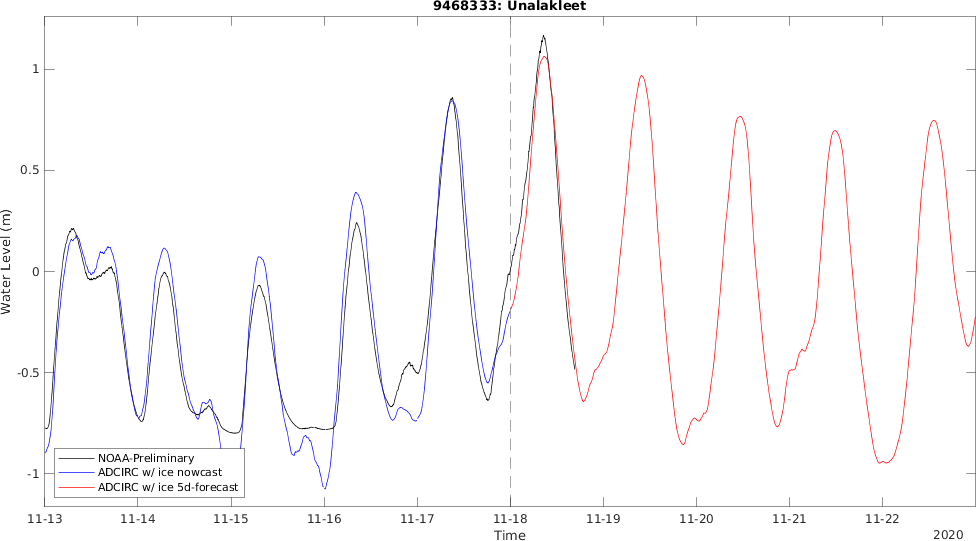 9468333: Unalakleet
Water Level (m)
1
0.5
0
-0.5
-1
NOAA-Preliminary
ADCIRC w/ ice nowcast
ADCIRC w/ ice 5d-forecast
11-13 11-14 11-15 11-16 11-17 11-18 11-19 11-20 11-21 11-22
Time
2020